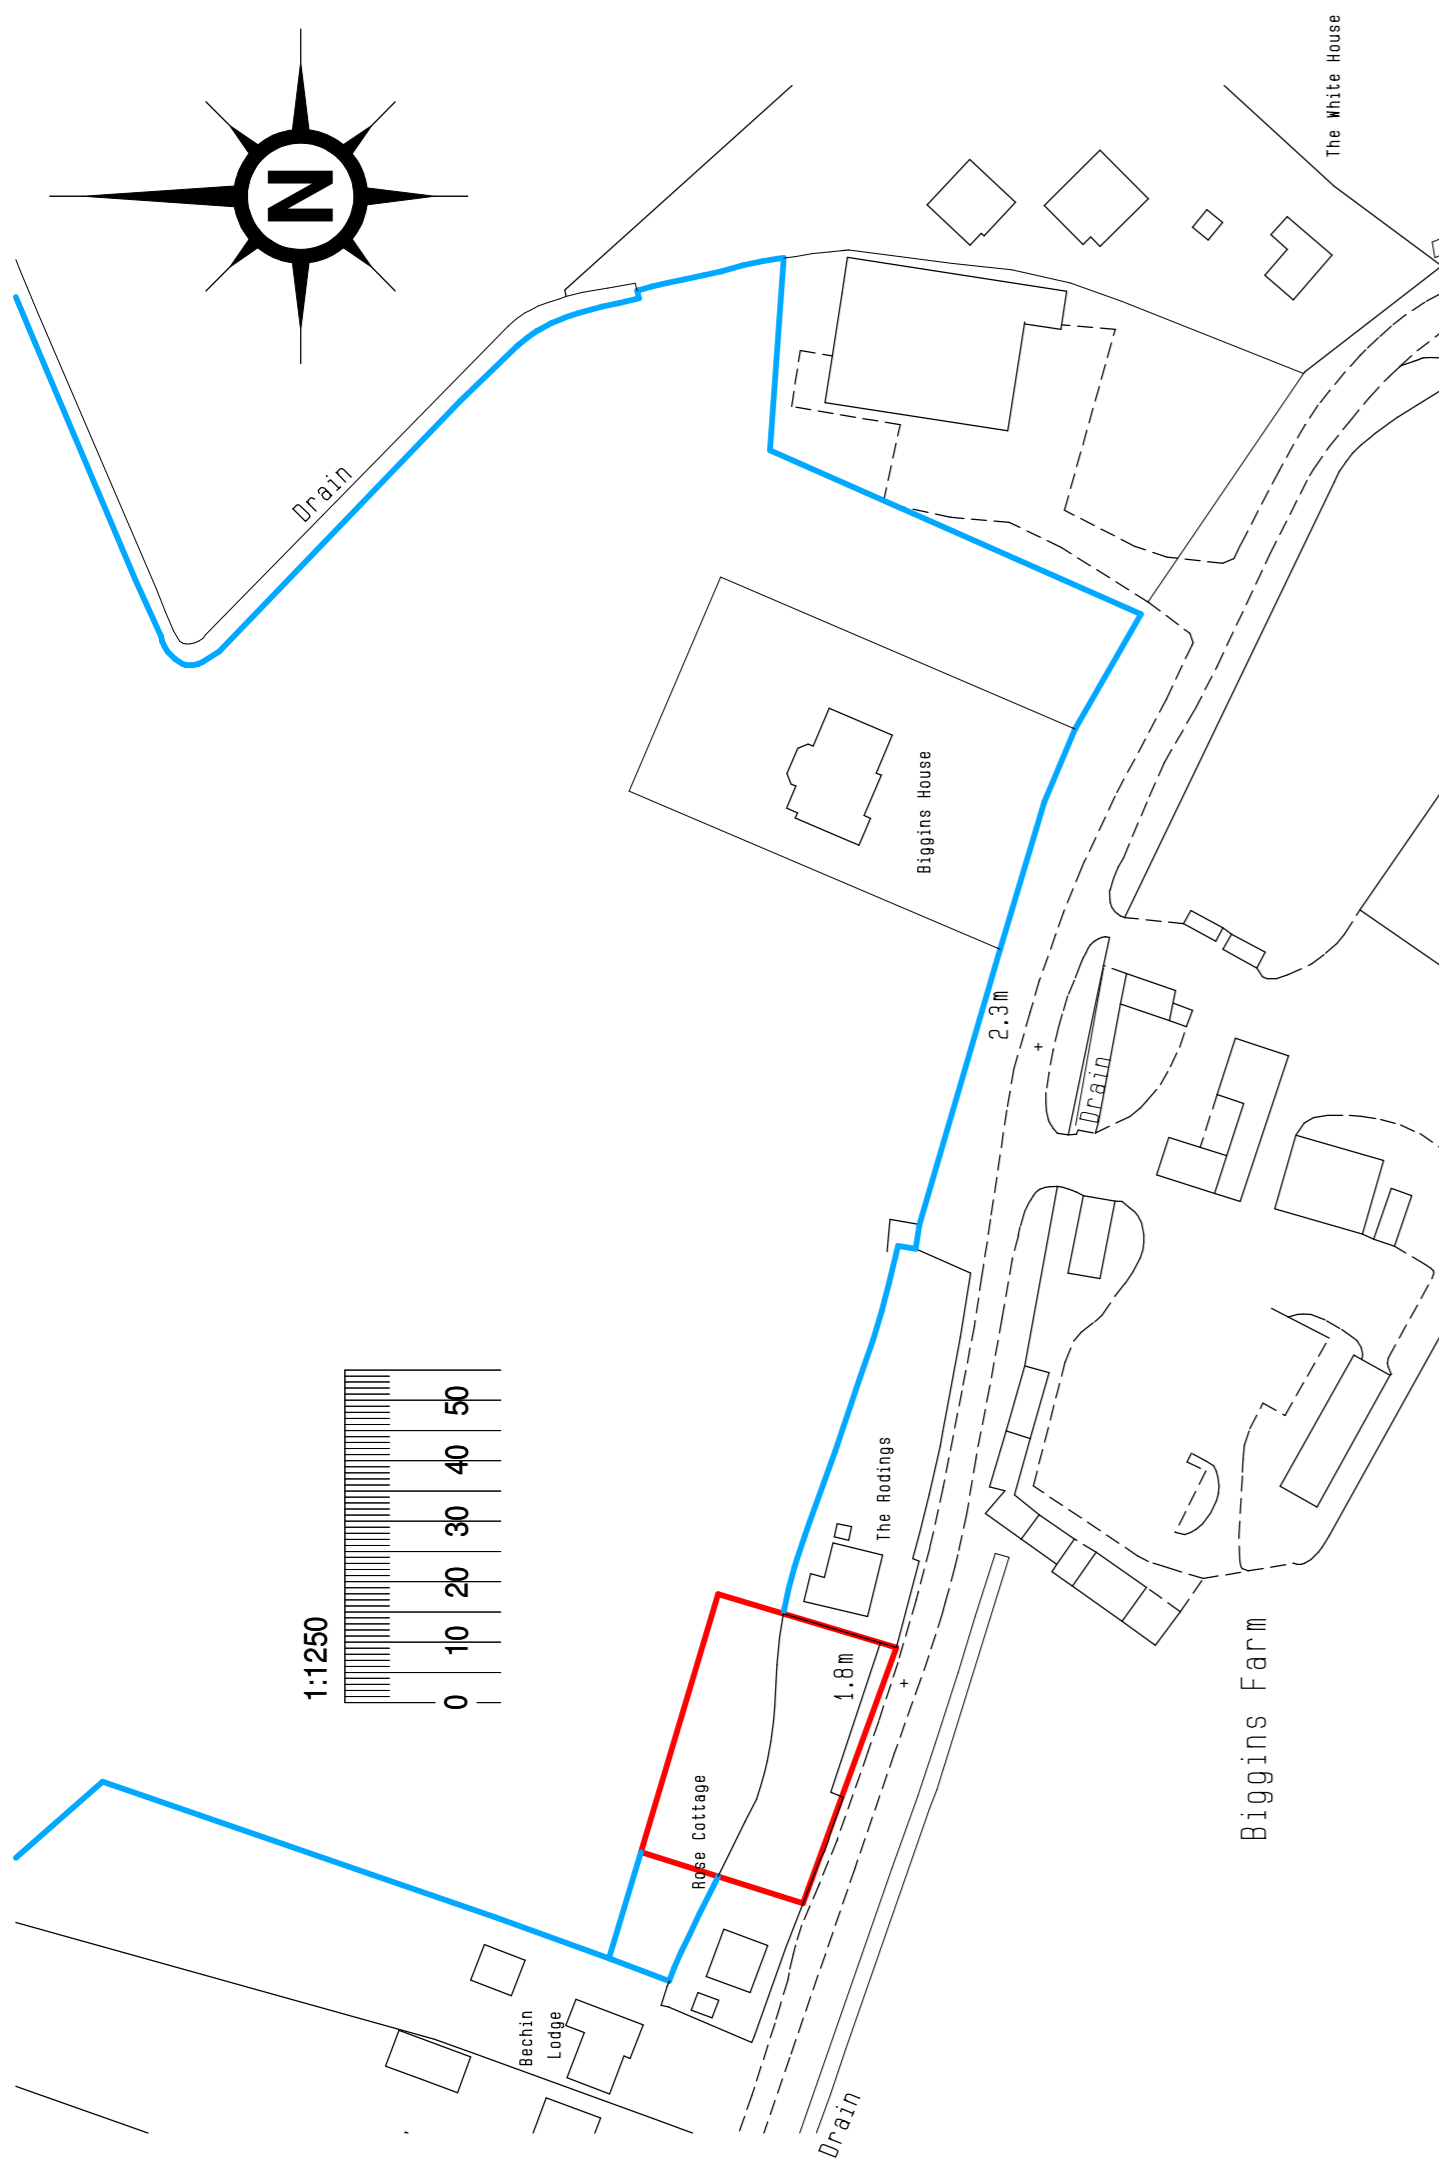 N
The White House
Drain
Biggins House
2.3m
Drain
1:1250
0 10 20 30 40 50
The Rodings
1.8m
Rose Cottage
Biggins Farm
Bechin
Lodge
Drain